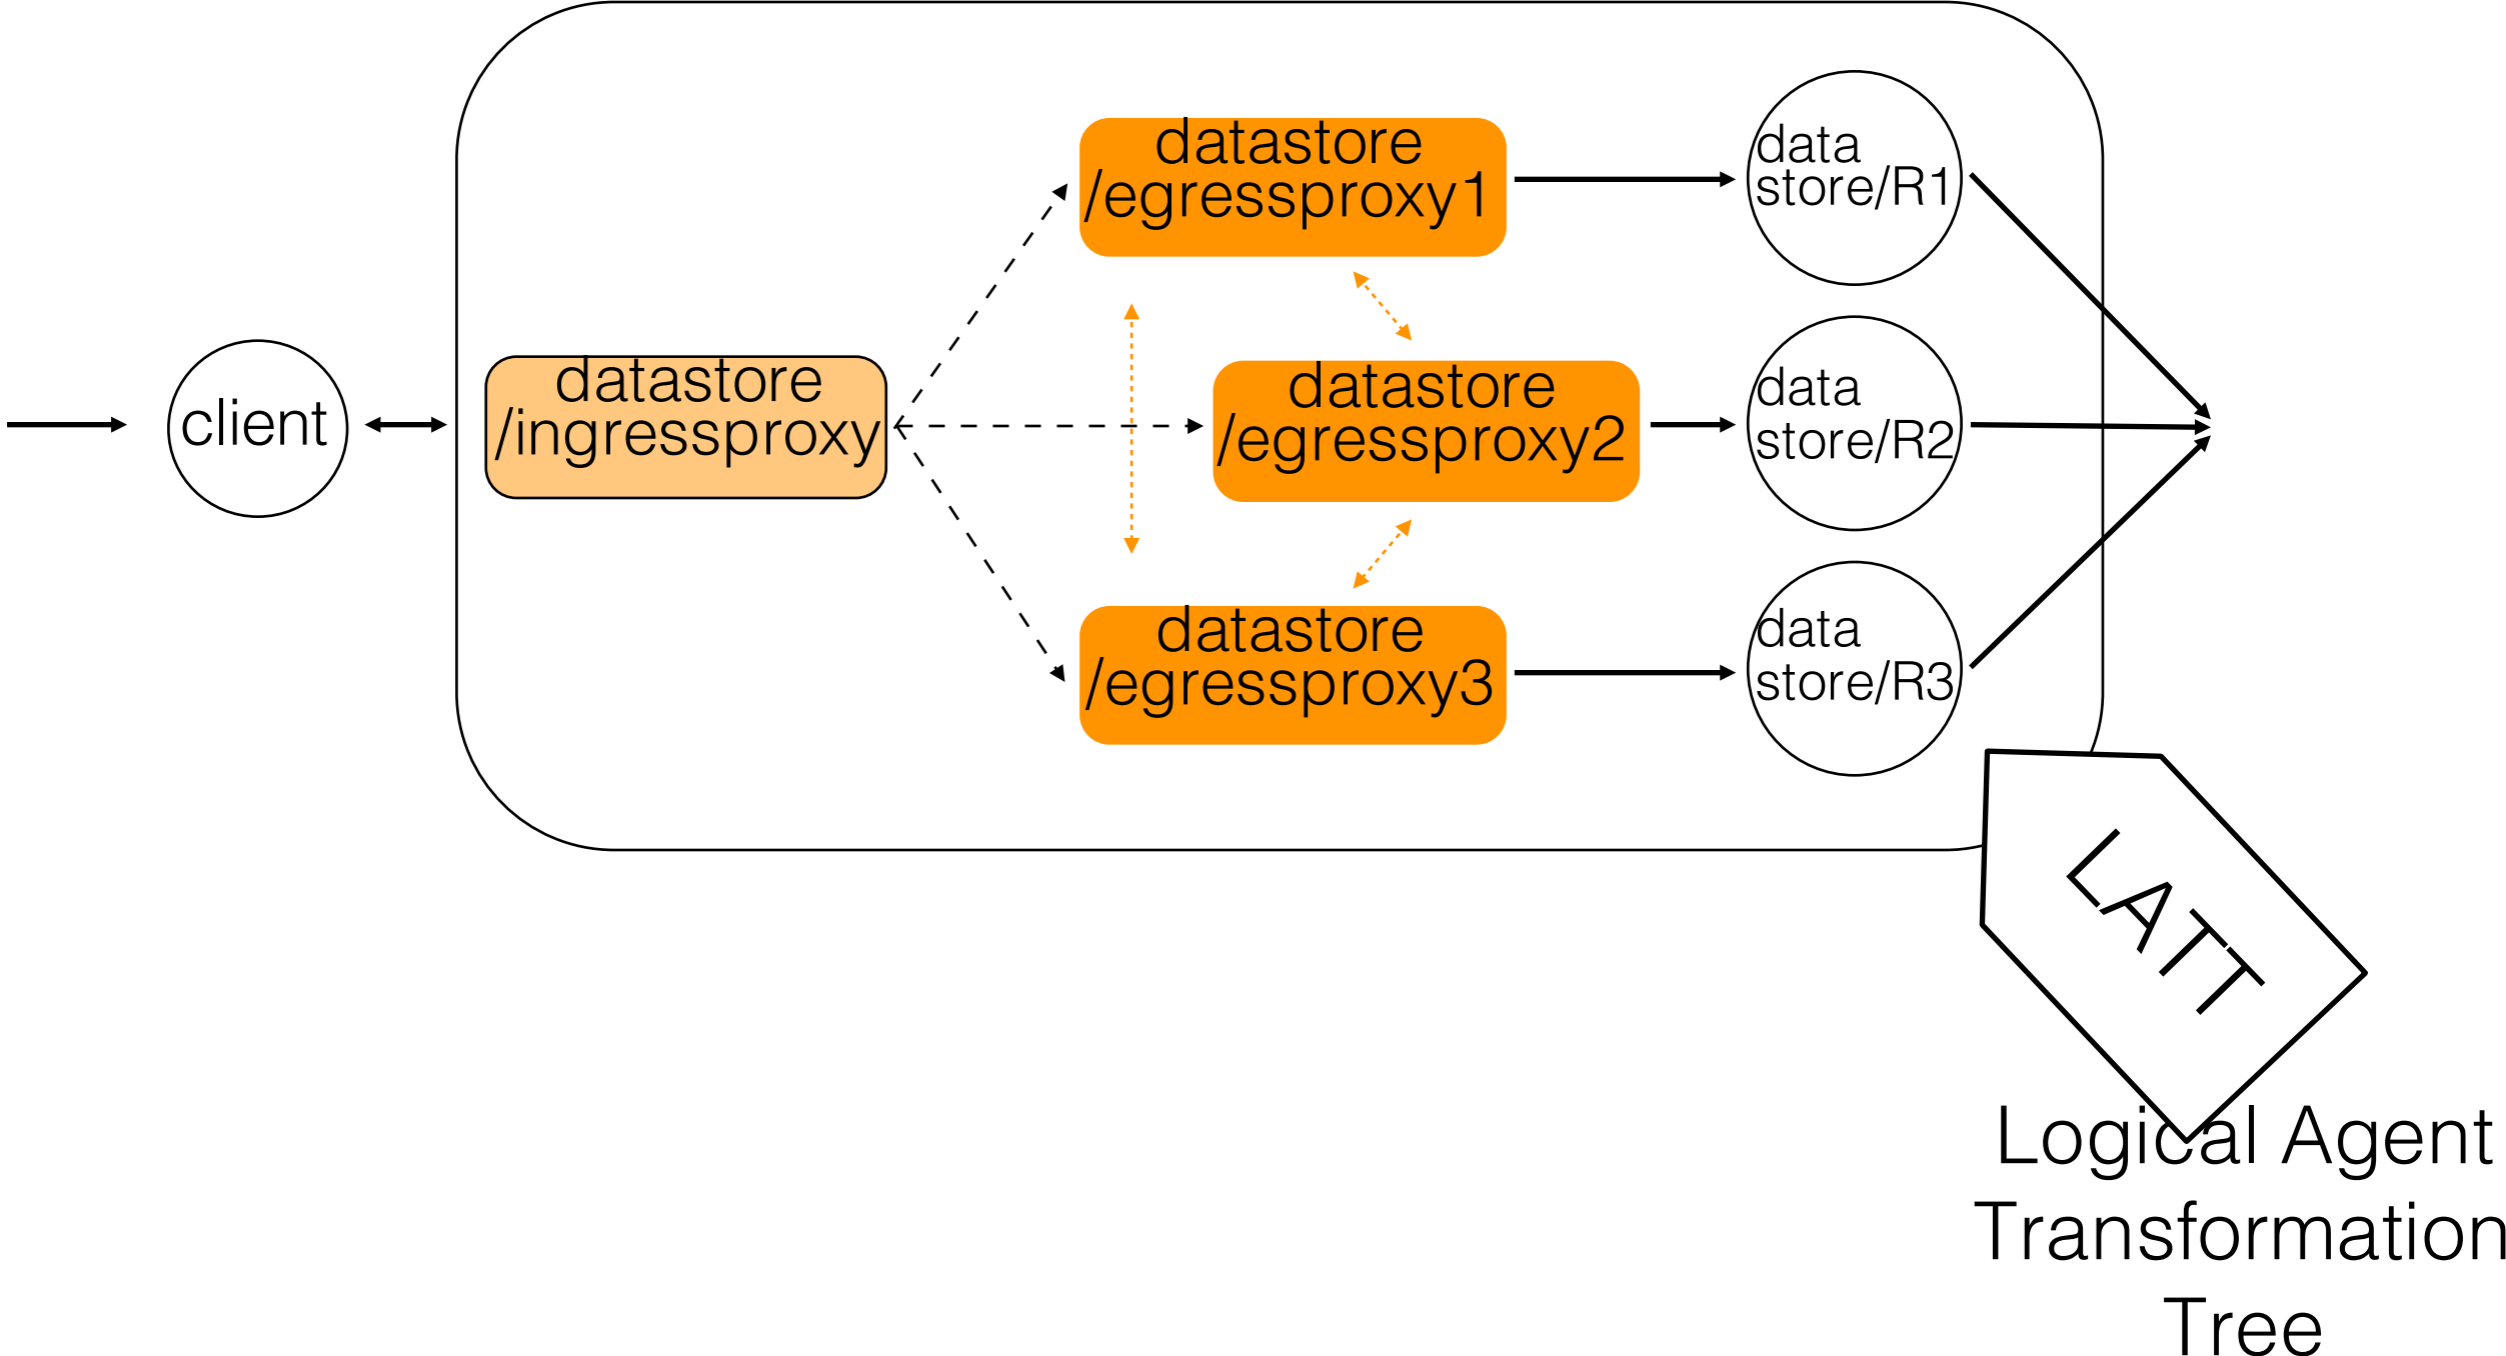 client
datastore
/ingressproxy
datastore
/egressproxy1
datastore
/egressproxy2
datastore
/egressproxy3
data
store/R1
data
store/R2
data
store/R3
LATT
Logical Agent
Transformation
Tree